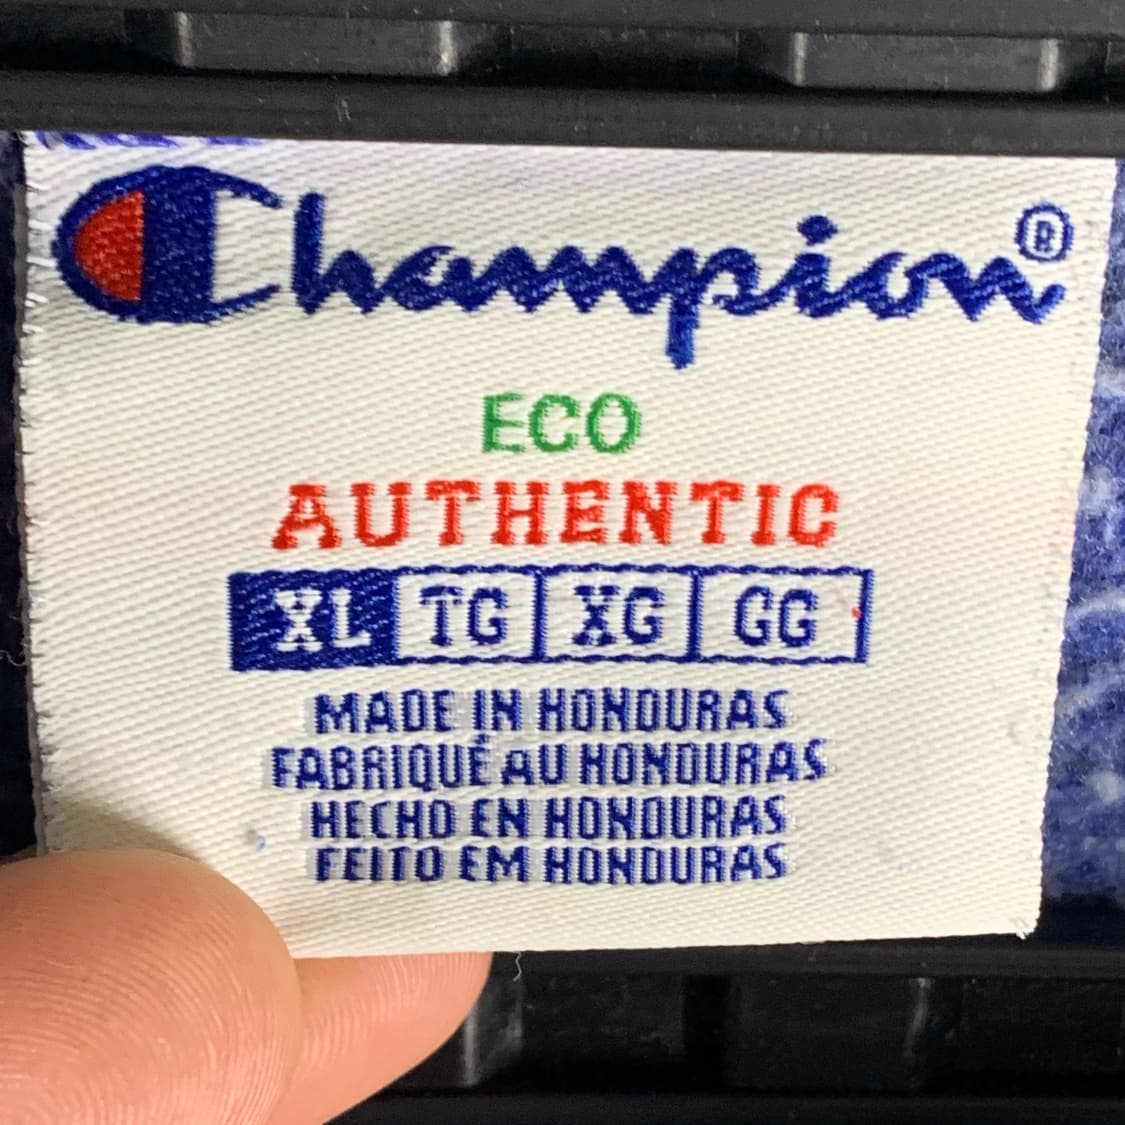 Champion®
ECO
AUTHENTIC
XL TG XG GG
MADE IN HONDURAS
FABRIQUÉ AU HONDURAS
HECHO EN HONDURAS
FEITO EM HONDURAS